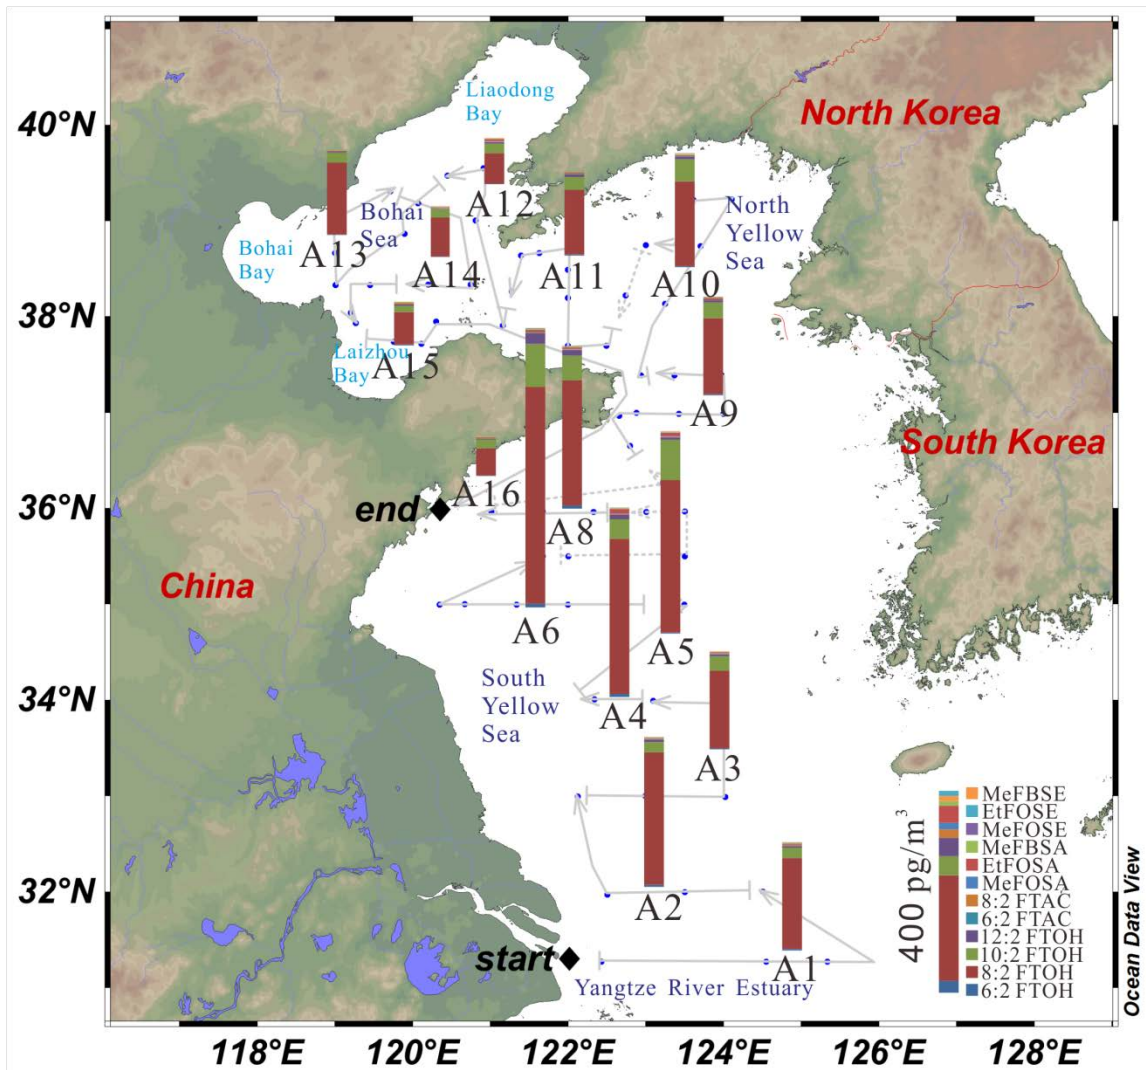 40°N
38°N
36°N
34°N
32°N
118°E
120°E
122°E
124°E
126°E
128°E
Liaodong
Bay
North Korea
A12
Bohai
Sea
North
Yellow
Sea
A13
Bohai
Bay
A14
A11
A10
Laizhou
Bay
A15
A9
South Korea
A16
end
A8
China
A6
A5
South
Yellow
Sea
A4
A3
A2
start
A1
Yangtze River Estuary
400 pg/m³
MeFBSE
EtFOSE
MeFOSE
MeFBSA
EtFOSA
MeFOSA
8:2 FTAC
6:2 FTAC
12:2 FTOH
10:2 FTOH
8:2 FTOH
6:2 FTOH
Ocean Data View